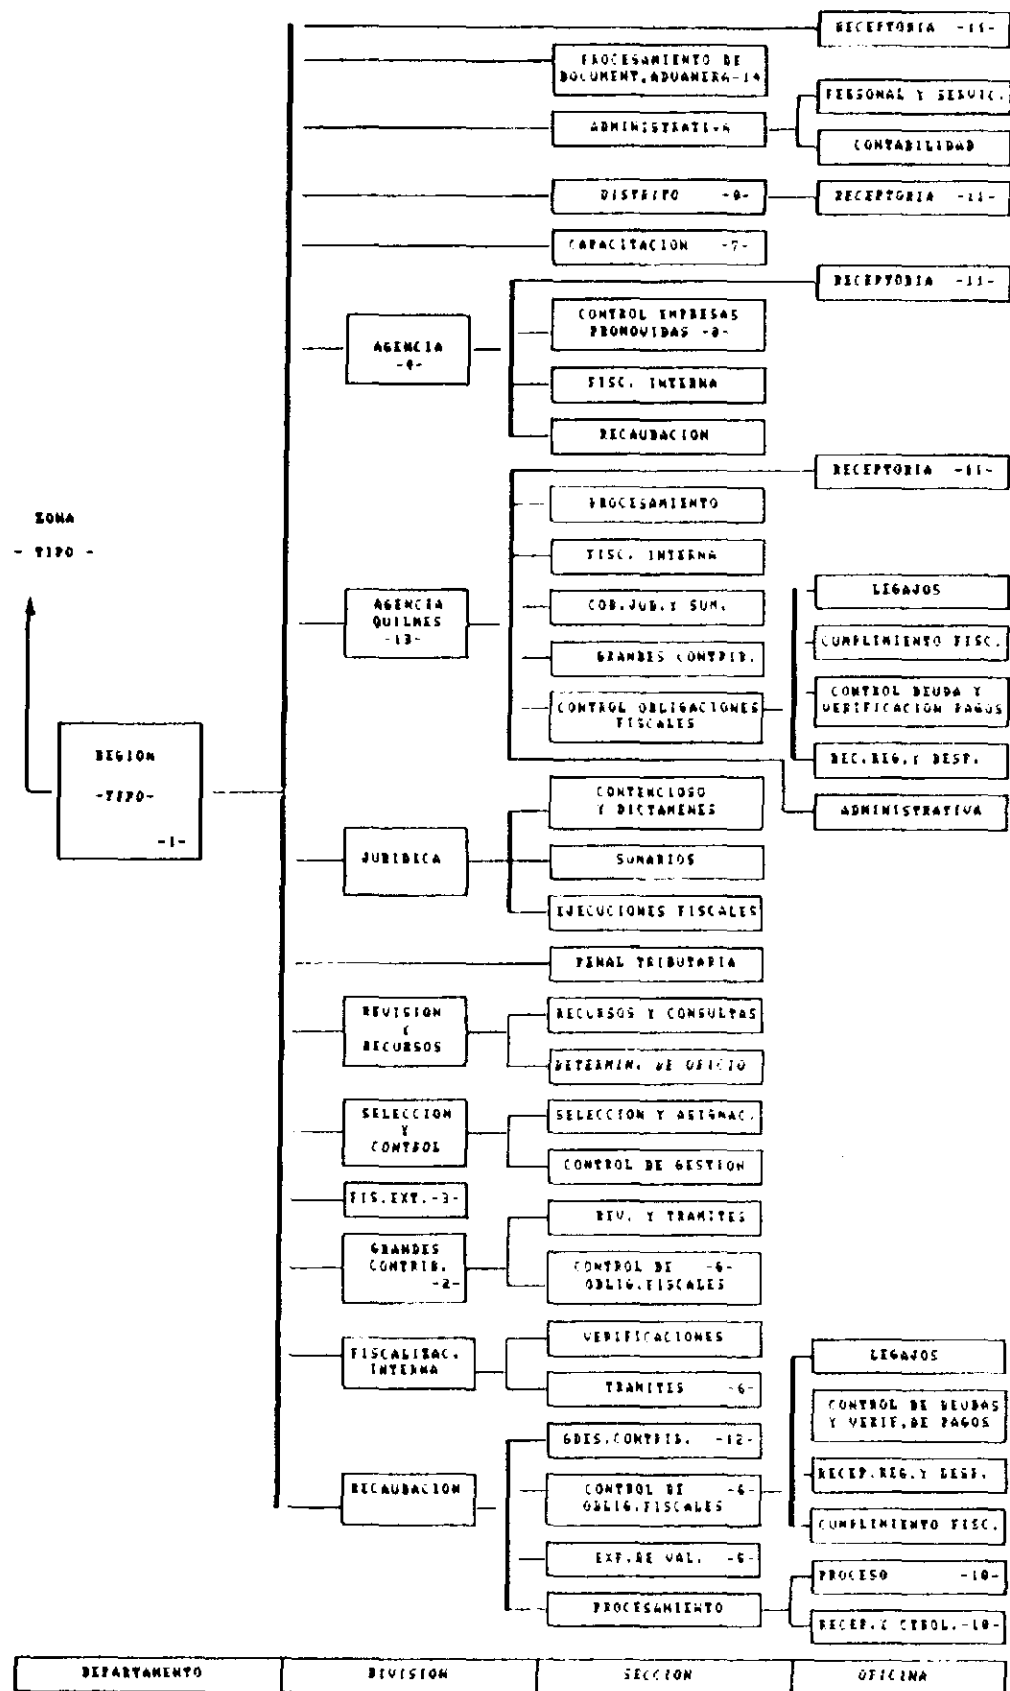 RECEPTORIA -11-
PROCESAMIENTO DE
DOCUMENT.ADUANERA-14
PERSONAL Y SERVIC.
ADMINISTRATIVA
CONTABILIDAD
DISTRITO -9-
RECEPTORIA -11-
CAPACITACION -7-
RECEPTORIA -11-
CONTROL EMPRESAS
PROMOVIDAS -8-
AGENCIA
-4-
FISC. INTERNA
RECAUDACION
RECEPTORIA -11-
PROCESAMIENTO
ZONA
- TIPO -
FISC. INTERNA
LEGAJOS
AGENCIA
QUILMES
-13-
COB.JUD.Y SUM.
CUMPLIMIENTO FISC.
GRANDES CONTRIB.
CONTROL DEUDA Y
VERIFICACION PAGOS
CONTROL OBLIGACIONES
FISCALES
REGION
-TIPO-
-1-
REC.REG.Y DESP.
CONTENCIOSO
Y DICTAMENES
ADMINISTRATIVA
JURIDICA
SUMARIOS
EJECUCIONES FISCALES
PENAL TRIBUTARIA
REVISION
Y
RECURSOS
RECURSOS Y CONSULTAS
DETERMIN. DE OFICIO
SELECCION
Y
CONTROL
SELECCION Y ASIGNAC.
CONTROL DE GESTION
FIS.EXT.-3-
REV. Y TRAMITES
GRANDES
CONTRIB.
-2-
CONTROL DE -6-
OBLIG.FISCALES
VERIFICACIONES
FISCALIZAC.
INTERNA
LEGAJOS
TRAMITES -6-
CONTROL DE DEUDAS
Y VERIF.DE PAGOS
GDES.CONTRIB. -12-
RECEP.REG.Y DESP.
RECAUDACION
CONTROL DE -6-
OBLIG.FISCALES
CUMPLIMIENTO FISC.
EXP.DE VAL. -6-
PROCESO -10-
PROCESAMIENTO
RECEP.Y CTROL.-10-
DEPARTAMENTO
DIVISION
SECCION
OFICINA